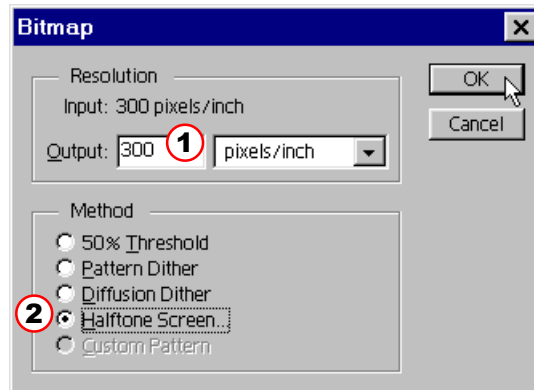 Bitmap
Resolution
OK
Input: 300 pixels/inch
Cancel
Output: 300 1 pixels/inch
Method
50% Threshold
Pattern Dither
Diffusion Dither
2 Halftone Screen...
Custom Pattern